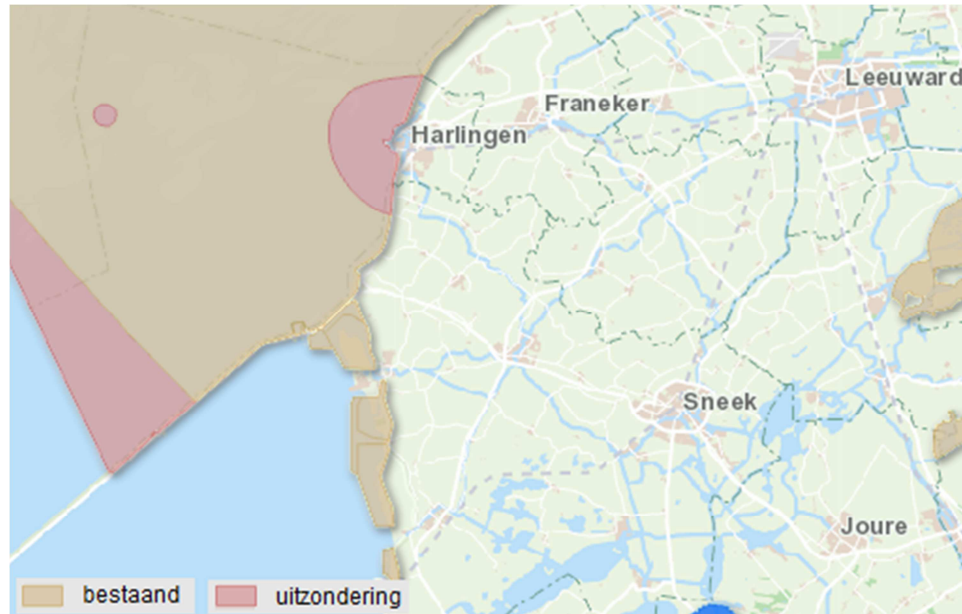 Leeuward
Franeker
Harlingen
Sneek
Joure
bestaand
uitzondering